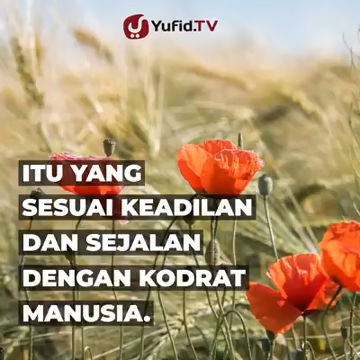 YUFID.TV
ITU YANG
SESUAI KEADILAN
DAN SEJALAN
DENGAN KODRAT
MANUSIA.